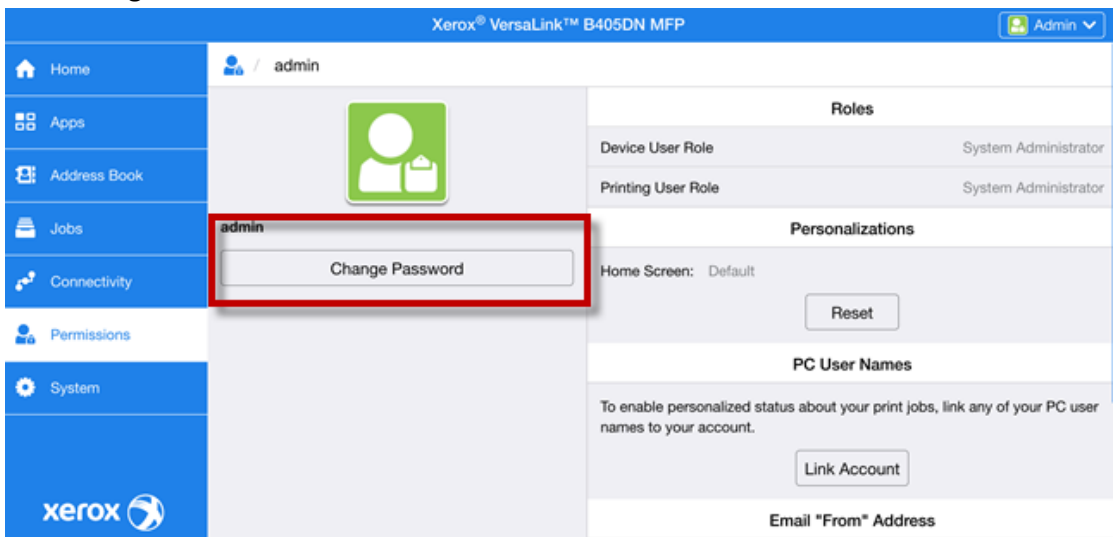 Xerox® VersaLink™ B405DN MFP
Admin
Home
Apps
Address Book
Jobs
Connectivity
Permissions
System
xerox
/ admin
admin
Change Password
Roles
Device User Role System Administrator
Printing User Role System Administrator
Personalizations
Home Screen: Default
Reset
PC User Names
To enable personalized status about your print jobs, link any of your PC user
names to your account.
Link Account
Email "From" Address